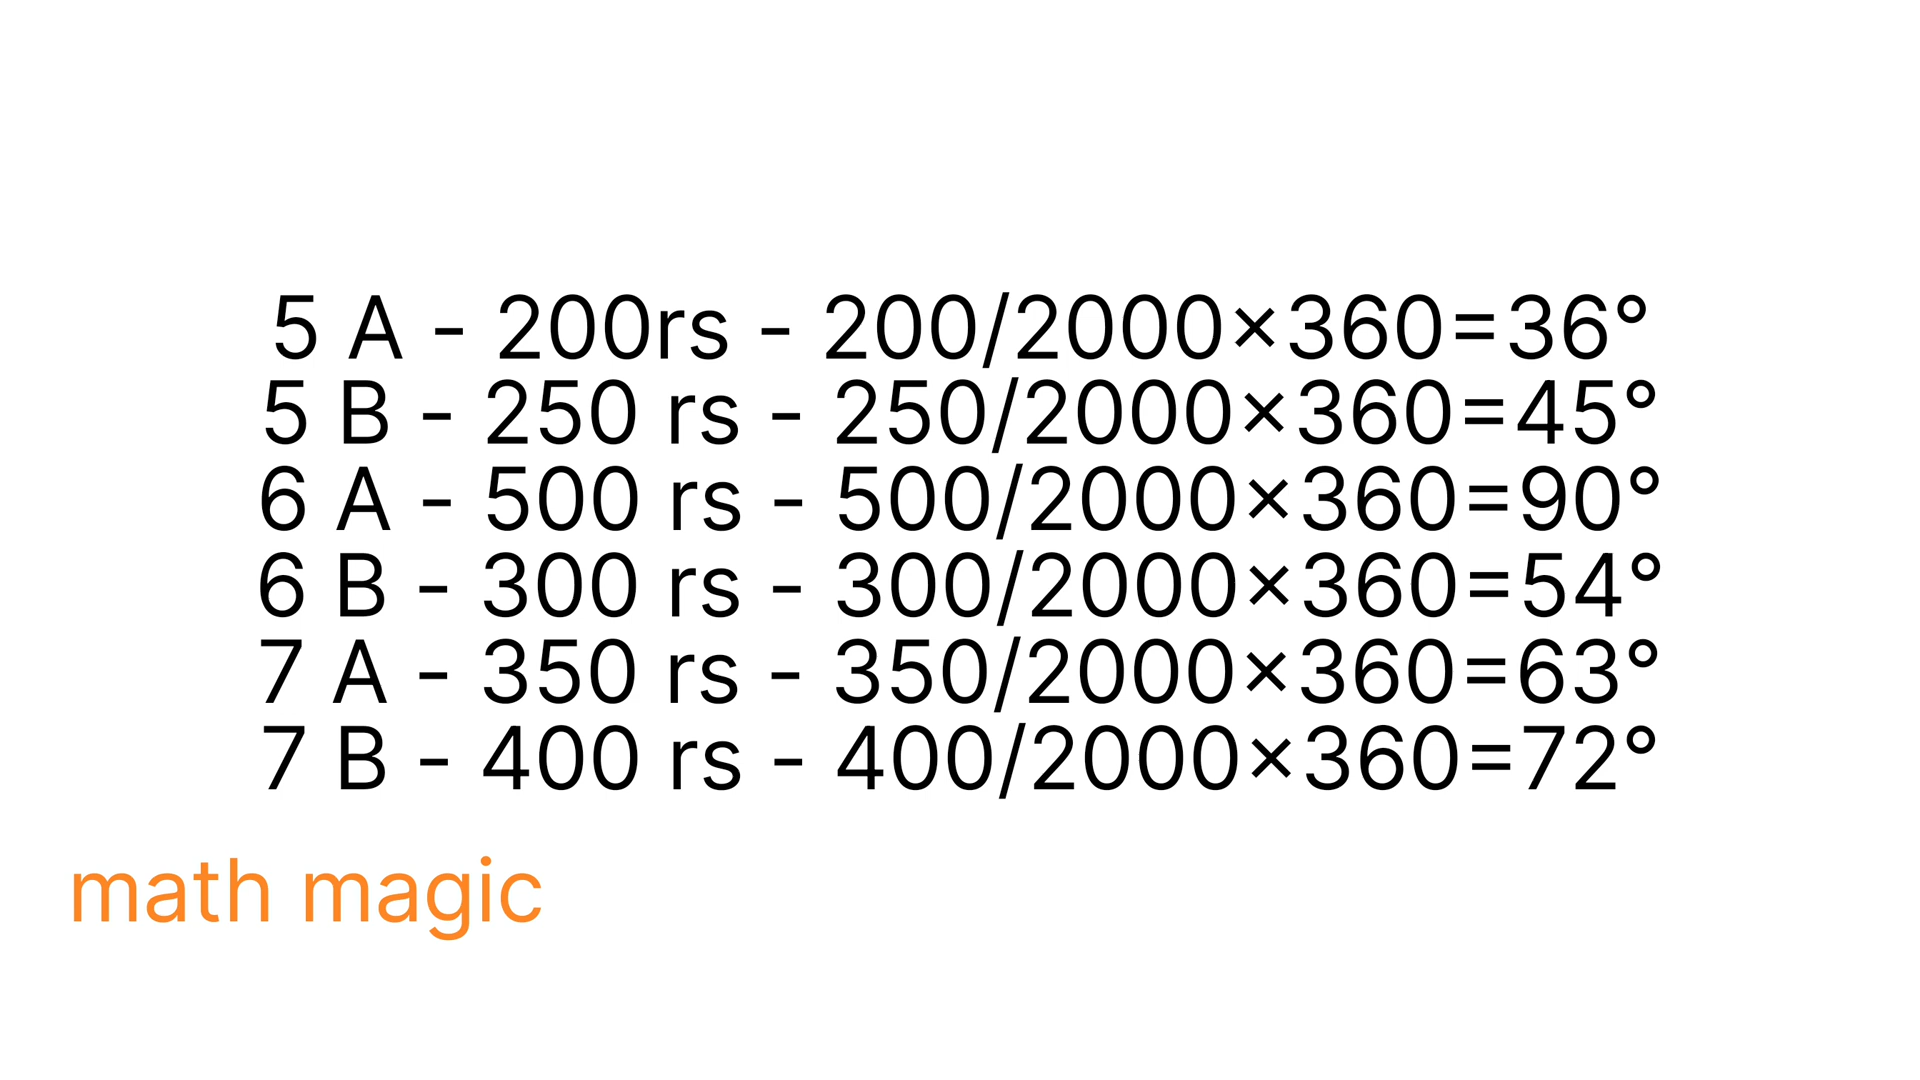 5 A - 200rs - 200/2000×360=36°
5 B - 250 rs - 250/2000×360=45°
6 A - 500 rs - 500/2000×360=90°
6 B - 300 rs - 300/2000×360=54°
7 A - 350 rs - 350/2000×360=63°
7 B - 400 rs - 400/2000×360=72°
math magic